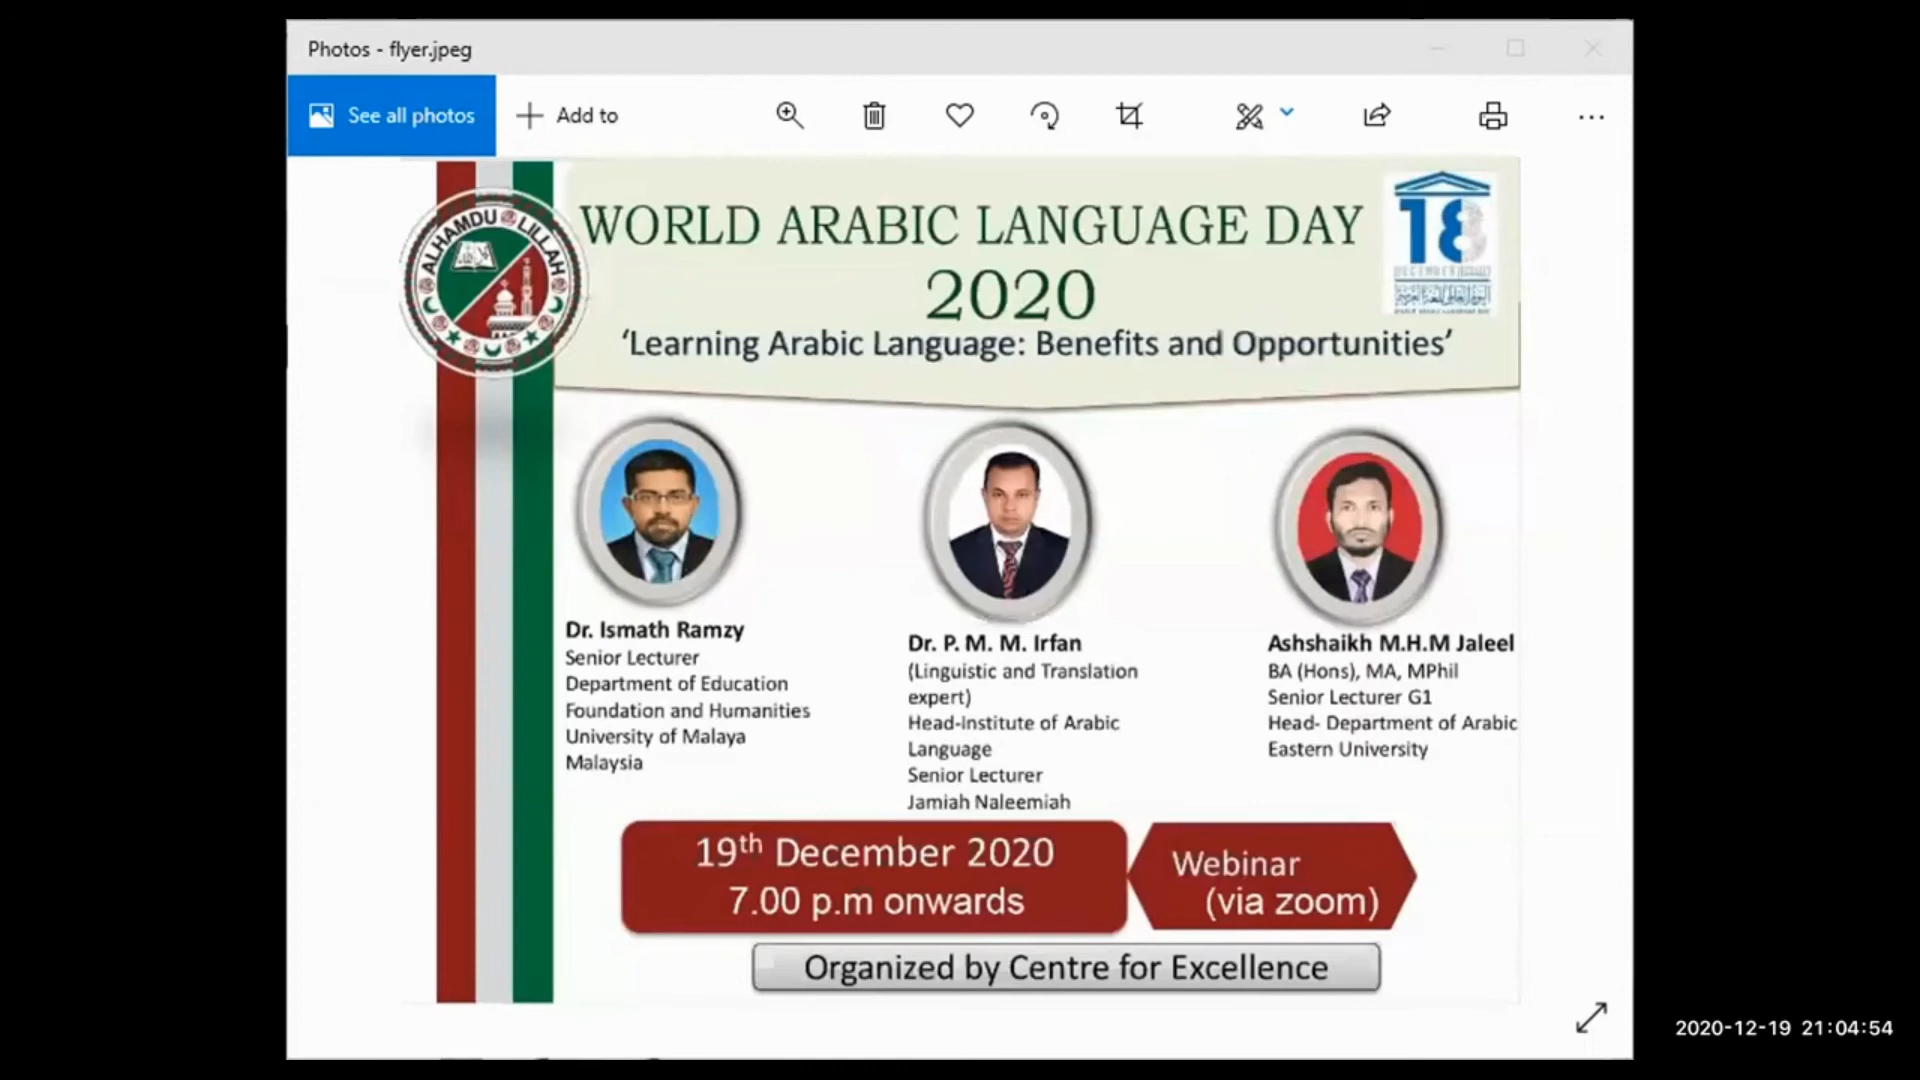 Photos - flyer.jpeg
See all photos
Add to
ALHAMDU LILLAH
WORLD ARABIC LANGUAGE DAY
2020
‘Learning Arabic Language: Benefits and Opportunities’
18
DECEMBER
Dr. Ismath Ramzy
Senior Lecturer
Department of Education
Foundation and Humanities
University of Malaya
Malaysia
Dr. P. M. M. Irfan
(Linguistic and Translation
expert)
Head-Institute of Arabic
Language
Senior Lecturer
Jamiah Naleemiah
Ashshaikh M.H.M Jaleel
BA (Hons), MA, MPhil
Senior Lecturer G1
Head- Department of Arabic
Eastern University
19th December 2020
7.00 p.m onwards
Webinar
(via zoom)
Organized by Centre for Excellence
2020-12-19 21:04:54